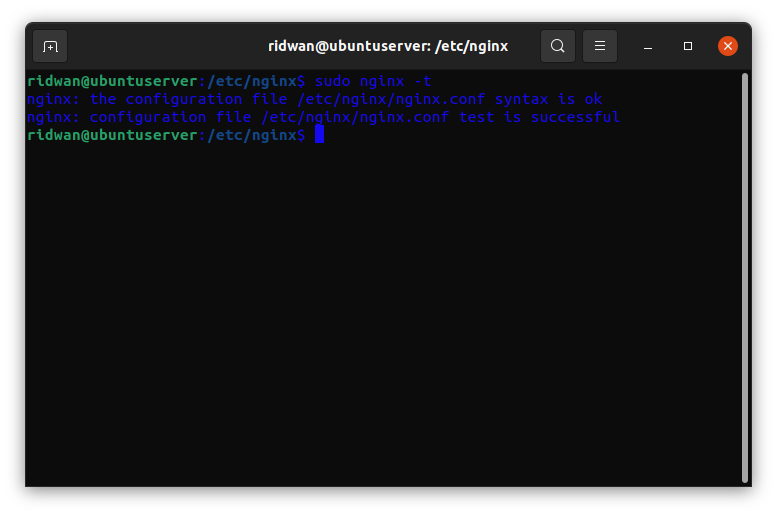 ridwan@ubuntuserver: /etc/nginx
ridwan@ubuntuserver:/etc/nginx$ sudo nginx -t
nginx: the configuration file /etc/nginx/nginx.conf syntax is ok
nginx: configuration file /etc/nginx/nginx.conf test is successful
ridwan@ubuntuserver:/etc/nginx$